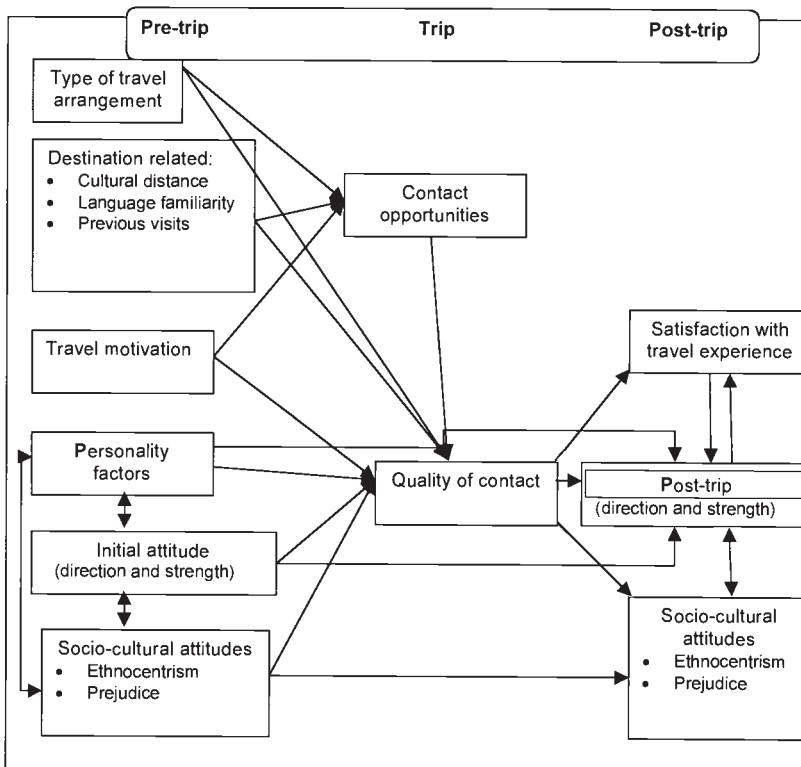 Pre-trip Trip Post-trip
Type of travel
arrangement
Destination related:
• Cultural distance
• Language familiarity
• Previous visits
Contact
opportunities
Travel motivation
Satisfaction with
travel experience
Personality
factors
Quality of contact
Post-trip
(direction and strength)
Initial attitude
(direction and strength)
Socio-cultural attitudes
• Ethnocentrism
• Prejudice
Socio-cultural
attitudes
• Ethnocentrism
• Prejudice